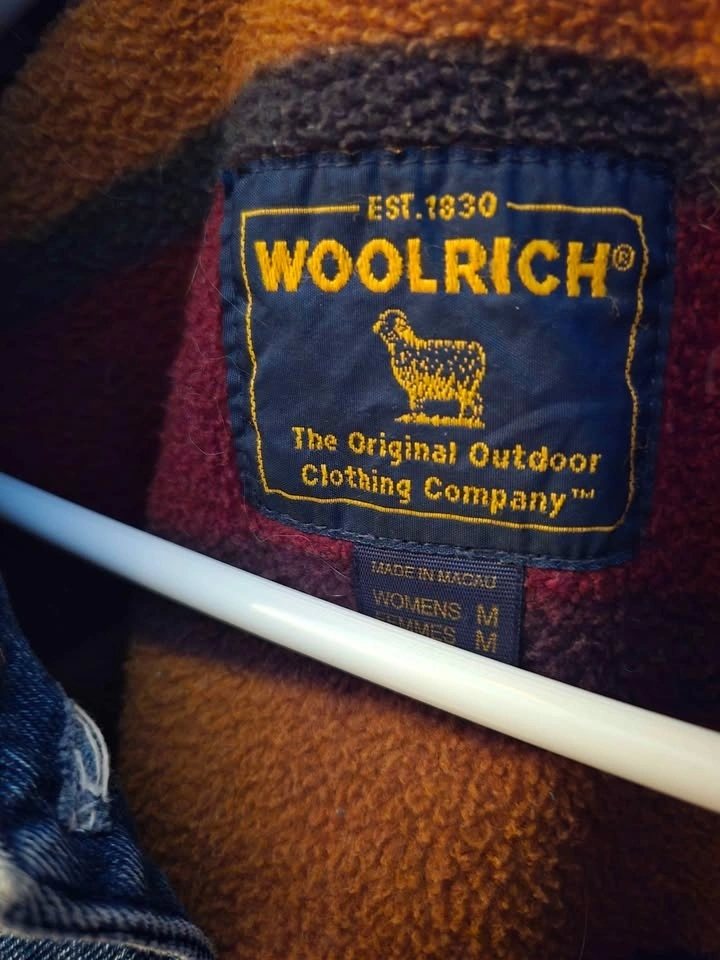 EST.1830
WOOLRICH®
The Original Outdoor
Clothing Company™
MADE IN MACAU
WOMENS M
FEMMES M